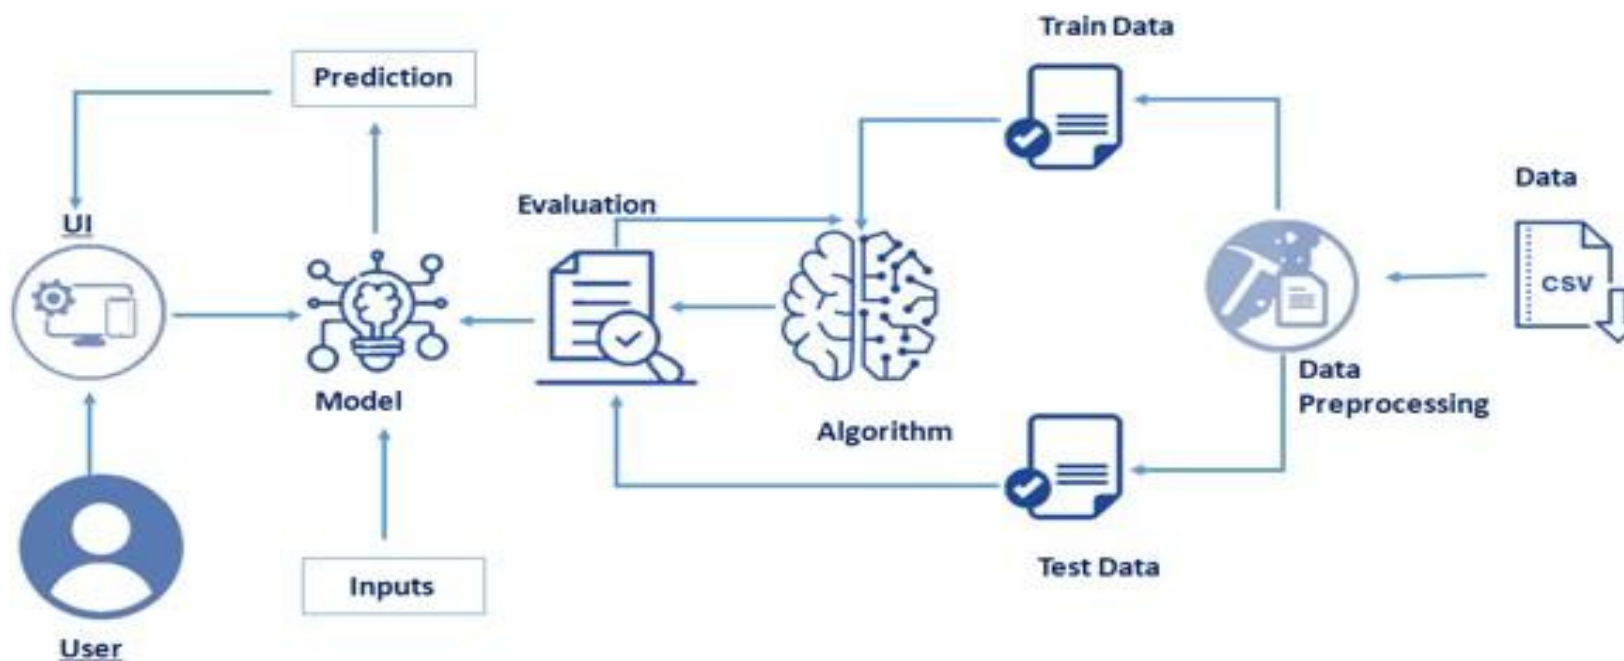 Train Data
Prediction
Data
Evaluation
UI
CSV
Data
Preprocessing
Model
Algorithm
Test Data
Inputs
User